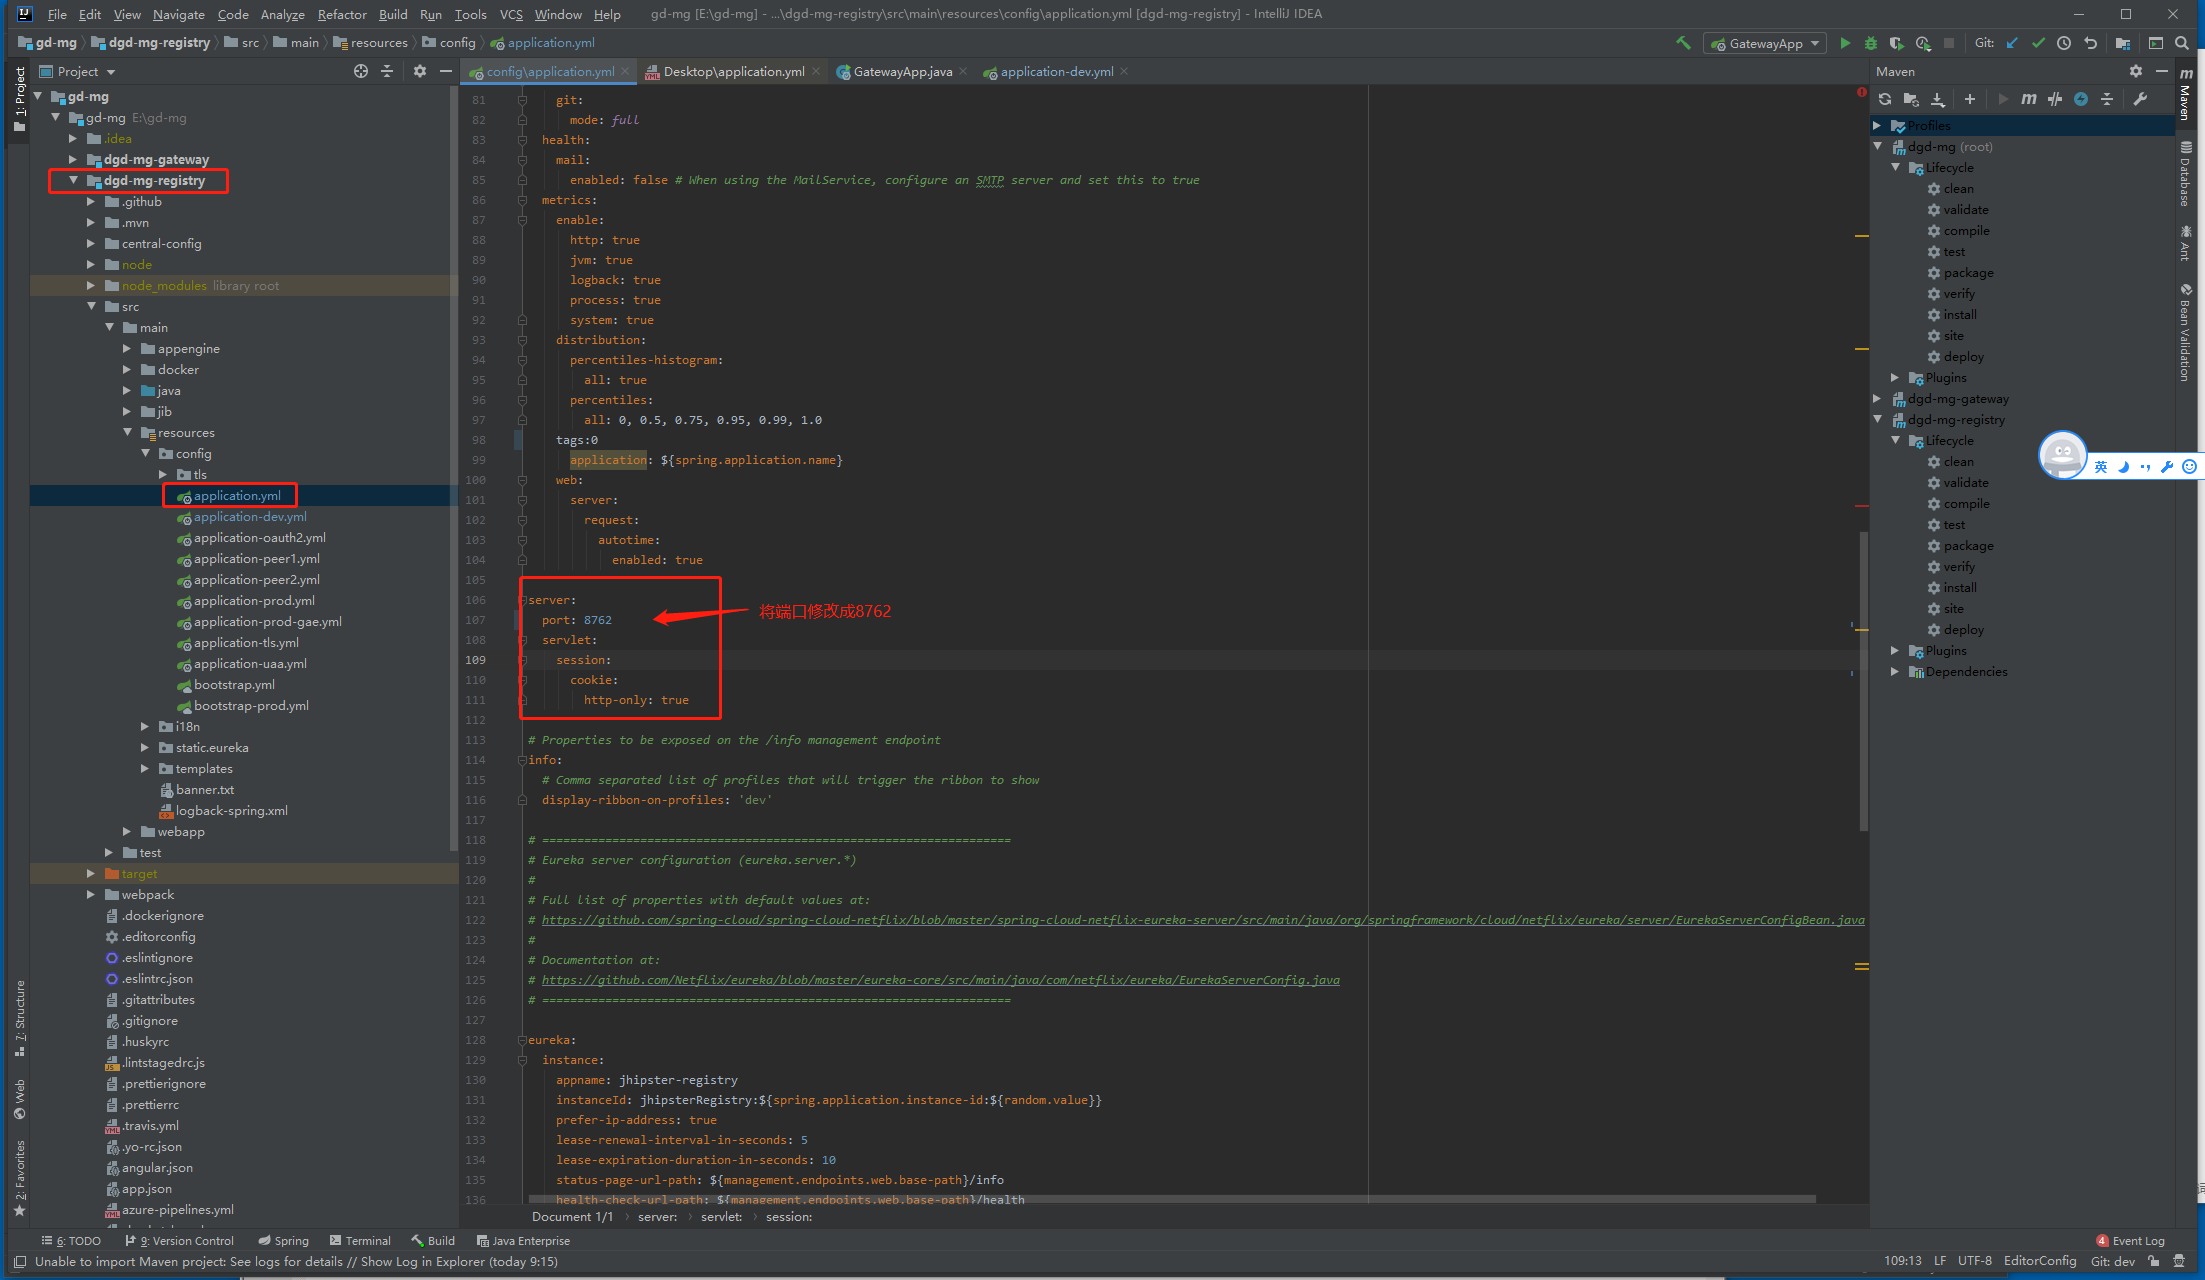 File Edit View Navigate Code Analyze Refactor Build Run Tools VCS Window Help gd-mg [E:\gd-mg] - ...\dgd-mg-registry\src\main\resources\config\application.yml [dgd-mg-registry] - IntelliJ IDEA
gd-mg dgd-mg-registry src main resources config application.yml GatewayApp Git:
Project config\application.yml Desktop\application.yml GatewayApp.java application-dev.yml Maven
1: Project
7: Structure
Web
2: Favorites
gd-mg
gd-mg E:\gd-mg
.idea
dgd-mg-gateway
dgd-mg-registry
.github
.mvn
central-config
node
node_modules library root
src
main
appengine
docker
java
jib
resources
config
tls
application.yml
application-dev.yml
application-oauth2.yml
application-peer1.yml
application-peer2.yml
application-prod.yml
application-prod-gae.yml
application-tls.yml
application-uaa.yml
bootstrap.yml
bootstrap-prod.yml
i18n
static.eureka
templates
banner.txt
logback-spring.xml
webapp
test
target
webpack
.dockerignore
.editorconfig
.eslintignore
.eslintrc.json
.gitattributes
.gitignore
.huskyrc
.lintstagedrc.js
.prettierignore
.prettierrc
.travis.yml
.yo-rc.json
angular.json
app.json
azure-pipelines.yml
81 git:
82 mode: full
83 health:
84 mail:
85 enabled: false # When using the MailService, configure an SMTP server and set this to true
86 metrics:
87 enable:
88 http: true
89 jvm: true
90 logback: true
91 process: true
92 system: true
93 distribution:
94 percentiles-histogram:
95 all: true
96 percentiles:
97 all: 0, 0.5, 0.75, 0.95, 0.99, 1.0
98 tags:0
99 application: ${spring.application.name}
100 web:
101 server:
102 request:
103 autotime:
104 enabled: true
105
106 server:
107 port: 8762
将端口修改成8762
108 servlet:
109 session:
110 cookie:
111 http-only: true
112
113 # Properties to be exposed on the /info management endpoint
114 info:
115 # Comma separated list of profiles that will trigger the ribbon to show
116 display-ribbon-on-profiles: 'dev'
117
118 # ===================================================================
119 # Eureka server configuration (eureka.server.*)
120 #
121 # Full list of properties with default values at:
122 # https://github.com/spring-cloud/spring-cloud-netflix/blob/master/spring-cloud-netflix-eureka-server/src/main/java/org/springframework/cloud/netflix/eureka/server/EurekaServerConfigBean.java
123 #
124 # Documentation at:
125 # https://github.com/Netflix/eureka/blob/master/eureka-core/src/main/java/com/netflix/eureka/EurekaServerConfig.java
126 # ===================================================================
127
128 eureka:
129 instance:
130 appname: jhipster-registry
131 instanceId: jhipsterRegistry:${spring.application.instance-id:${random.value}}
132 prefer-ip-address: true
133 lease-renewal-interval-in-seconds: 5
134 lease-expiration-duration-in-seconds: 10
135 status-page-url-path: ${management.endpoints.web.base-path}/info
136 health-check-url-path: ${management.endpoints.web.base-path}/health
Document 1/1 server: servlet: session:
Profiles
dgd-mg (root)
Lifecycle
clean
validate
compile
test
package
verify
install
site
deploy
Plugins
dgd-mg-gateway
dgd-mg-registry
Lifecycle
clean
validate
compile
test
package
verify
install
site
deploy
Plugins
Dependencies
英
Maven
Database
Ant
Bean Validation
6: TODO 9: Version Control Spring Terminal Build Java Enterprise 4 Event Log
Unable to import Maven project: See logs for details // Show Log in Explorer (today 9:15) 109:13 LF UTF-8 EditorConfig Git: dev